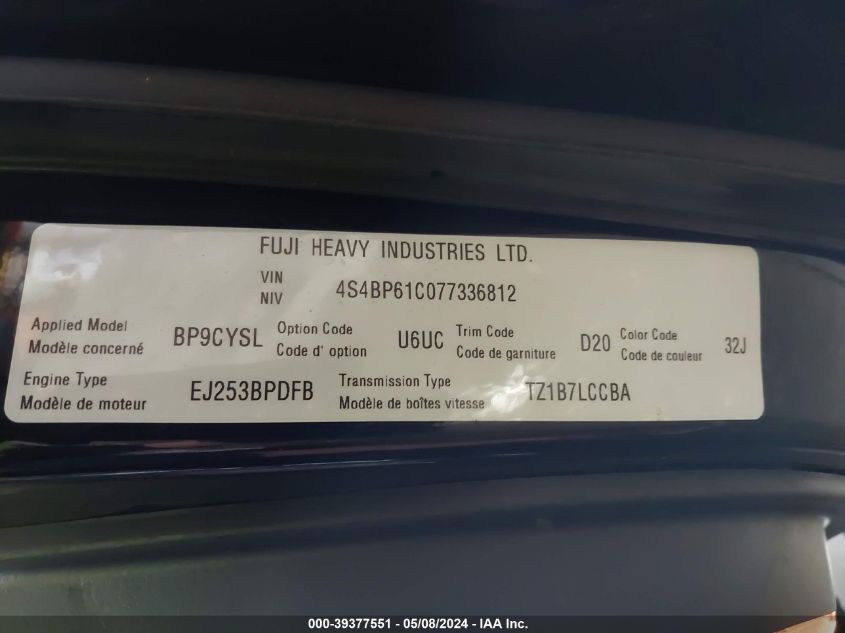 FUJI HEAVY INDUSTRIES LTD.
VIN
NIV
4S4BP61C077336812
Applied Model
Modèle concerné
BP9CYSL
Option Code
Code d' option
U6UC
Trim Code
Code de garniture
D20
Color Code
Code de couleur
32J
Engine Type
Modèle de moteur
EJ253BPDFB
Transmission Type
Modèle de boîtes vitesse
TZ1B7LCCBA
000-39377551 - 05/08/2024 - IAA Inc.